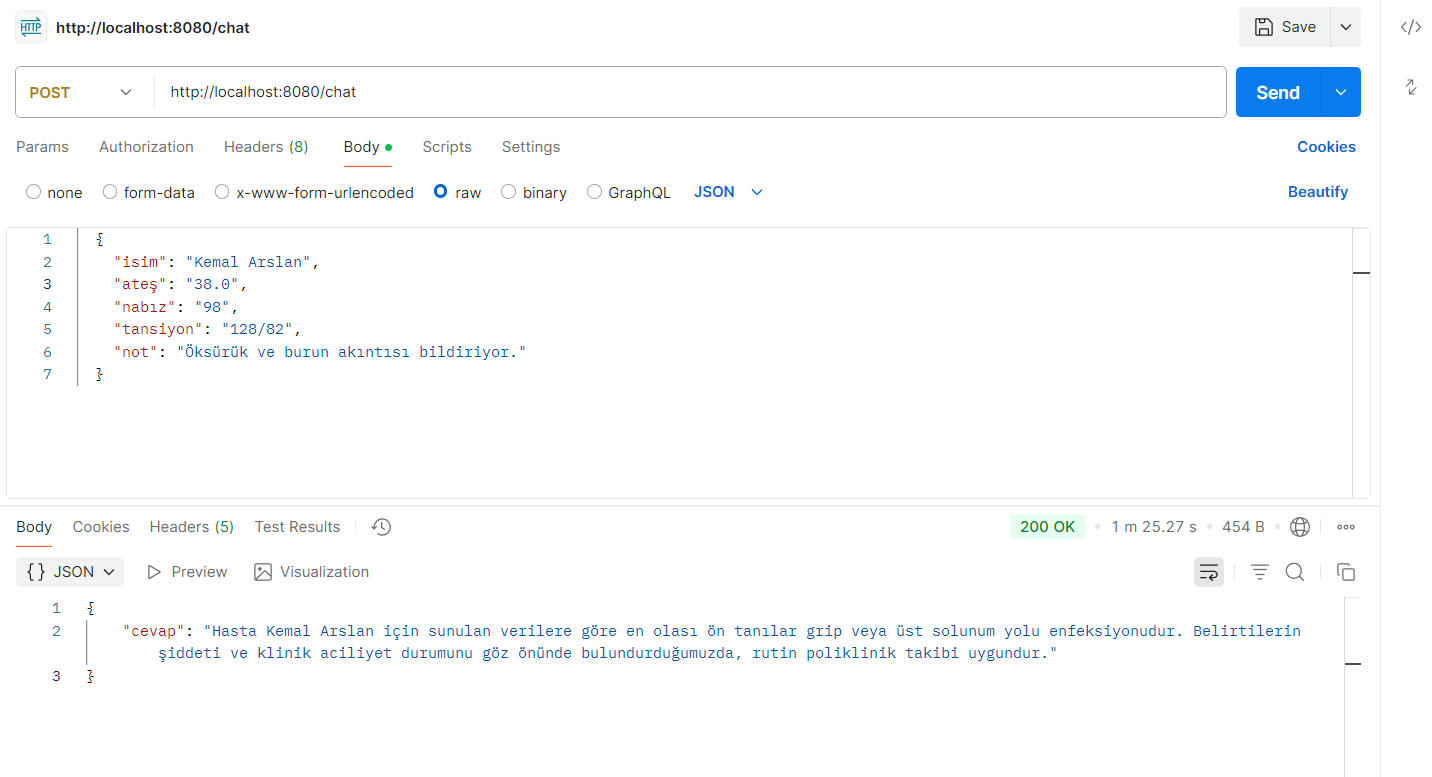 HTTP http://localhost:8080/chat Save
POST http://localhost:8080/chat Send
Params Authorization Headers (8) Body Scripts Settings Cookies
none form-data x-www-form-urlencoded raw binary GraphQL JSON Beautify
1 {
2 "isim": "Kemal Arslan",
3 "ateş": "38.0",
4 "nabız": "98",
5 "tansiyon": "128/82",
6 "not": "Öksürük ve burun akıntısı bildiriyor."
7 }
Body Cookies Headers (5) Test Results 200 OK 1 m 25.27 s 454 B
{} JSON Preview Visualization
1 {
2 "cevap": "Hasta Kemal Arslan için sunulan verilere göre en olası ön tanılar grip veya üst solunum yolu enfeksiyonudur. Belirtilerin
şiddeti ve klinik aciliyet durumunu göz önünde bulundurduğumuzda, rutin poliklinik takibi uygundur."
3 }